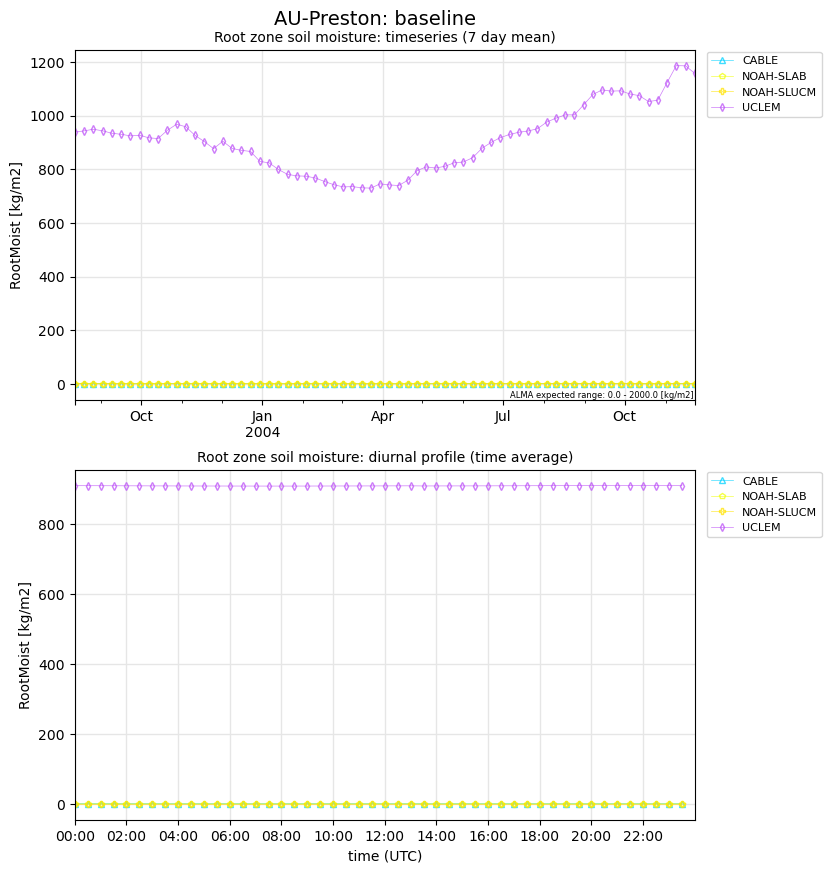 AU-Preston: baseline
Root zone soil moisture: timeseries (7 day mean)
RootMoist [kg/m2]
1200
1000
800
600
400
200
0
ALMA expected range: 0.0 - 2000.0 [kg/m2]
Oct Jan Apr Jul Oct
2004
CABLE
NOAH-SLAB
NOAH-SLUCM
UCLEM
Root zone soil moisture: diurnal profile (time average)
RootMoist [kg/m2]
800
600
400
200
0
00:00 02:00 04:00 06:00 08:00 10:00 12:00 14:00 16:00 18:00 20:00 22:00
time (UTC)
CABLE
NOAH-SLAB
NOAH-SLUCM
UCLEM